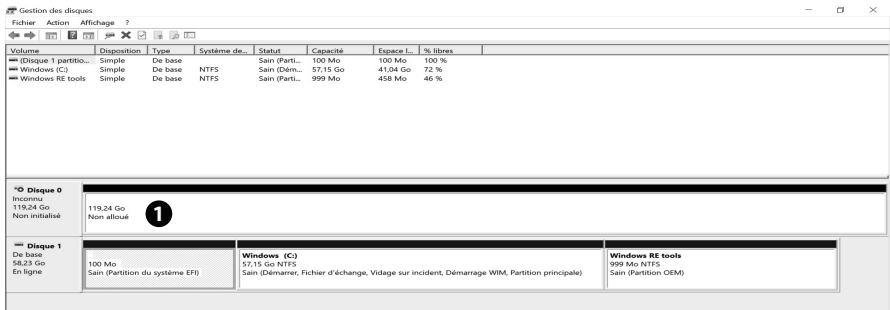 Gestion des disques
Fichier Action Affichage ?
Volume Disposition Type Système de... Statut Capacité Espace l... % libres
(Disque 1 partitio... Simple De base Sain (Parti... 100 Mo 100 Mo 100 %
Windows (C:) Simple De base NTFS Sain (Dém... 57,15 Go 41,04 Go 72 %
Windows RE tools Simple De base NTFS Sain (Parti... 999 Mo 458 Mo 46 %
Disque 0
Inconnu
119,24 Go
Non initialisé
119,24 Go
Non alloué
1
Disque 1
De base
58,23 Go
En ligne
100 Mo
Sain (Partition du système EFI)
Windows (C:)
57,15 Go NTFS
Sain (Démarrer, Fichier d'échange, Vidage sur incident, Démarrage WIM, Partition principale)
Windows RE tools
999 Mo NTFS
Sain (Partition OEM)